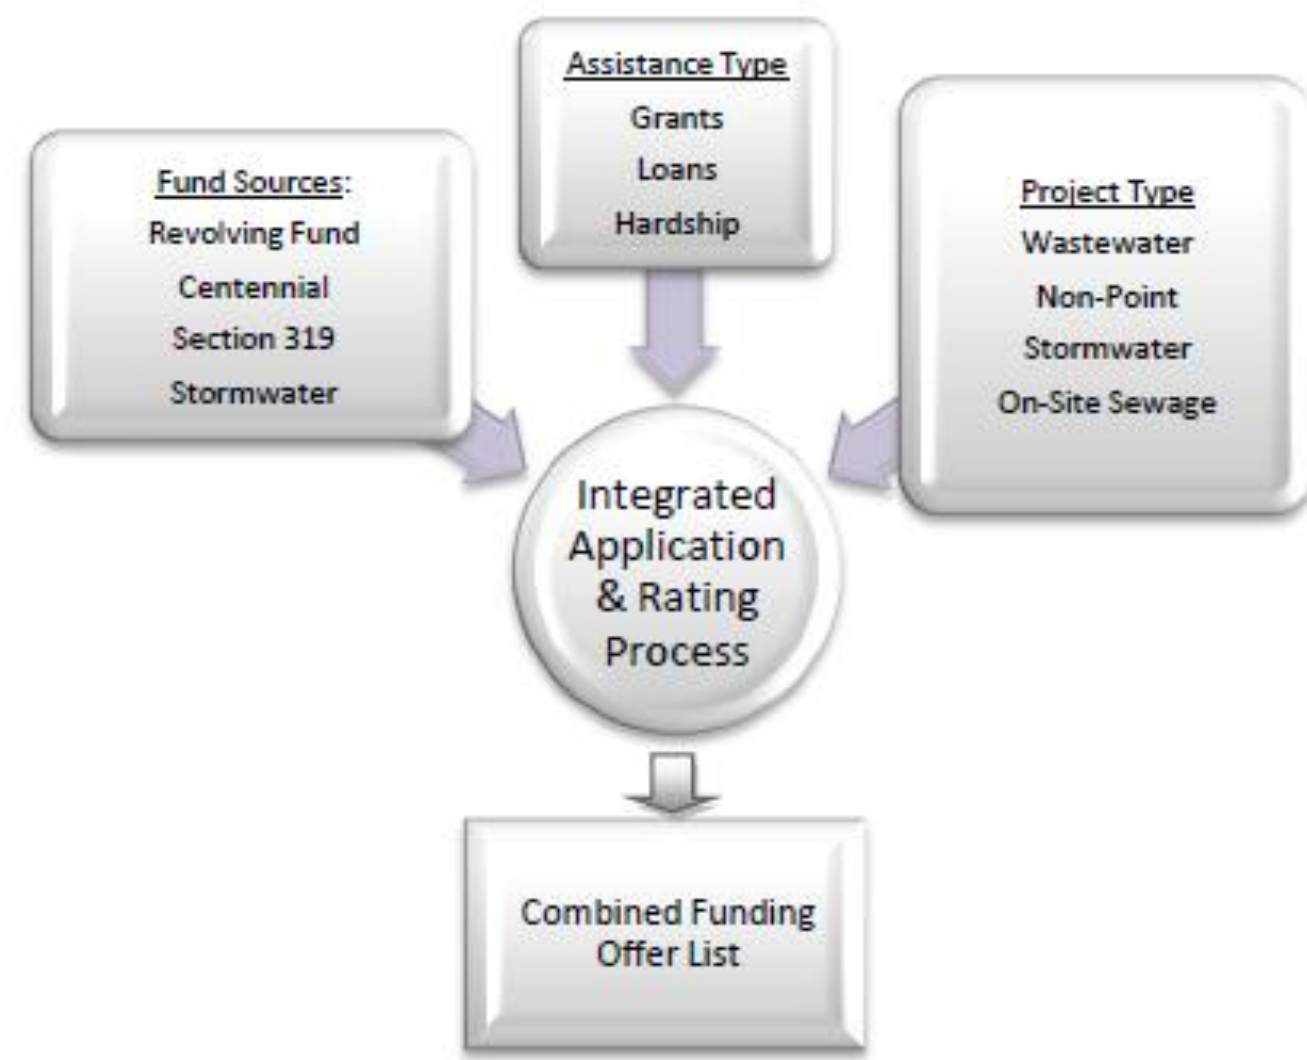 Fund Sources:
Revolving Fund
Centennial
Section 319
Stormwater
Assistance Type
Grants
Loans
Hardship
Project Type
Wastewater
Non-Point
Stormwater
On-Site Sewage
Integrated
Application
& Rating
Process
Combined Funding
Offer List